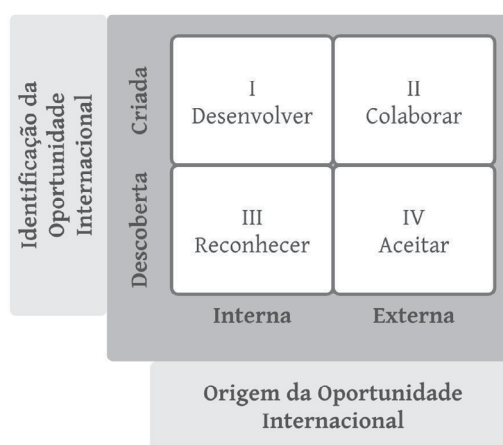 Identificação da
Oportunidade
Internacional
Criada
Descoberta
I
Desenvolver
II
Colaborar
III
Reconhecer
IV
Aceitar
Interna
Externa
Origem da Oportunidade
Internacional